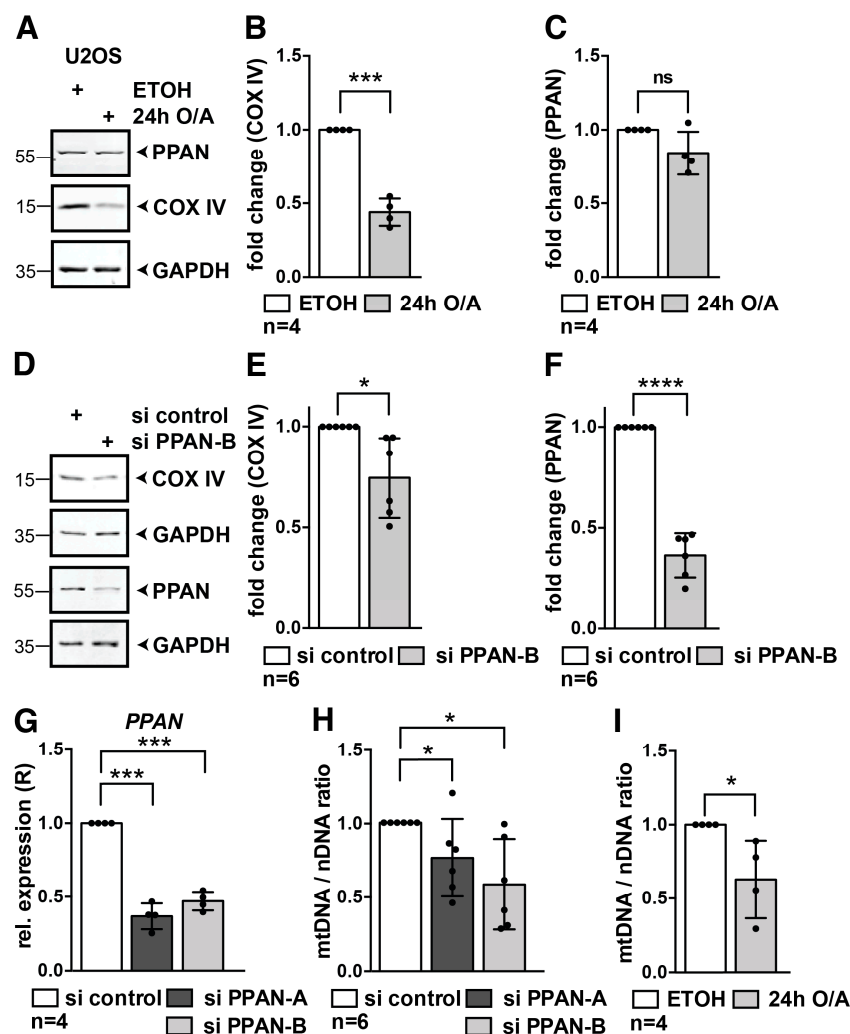 A
U2OS
+ ETOH
+ 24h O/A
55 PPAN
15 COX IV
35 GAPDH
B
fold change (COX IV)
1.5
1.0
0.5
0.0
***
ETOH 24h O/A
n=4
C
fold change (PPAN)
1.5
1.0
0.5
0.0
ns
ETOH 24h O/A
n=4
D
+ si control
+ si PPAN-B
15 COX IV
35 GAPDH
55 PPAN
35 GAPDH
E
fold change (COX IV)
1.0
0.5
0.0
*
si control si PPAN-B
n=6
F
fold change (PPAN)
1.0
0.5
0.0
****
si control si PPAN-B
n=6
G
PPAN
rel. expression (R)
1.5
1.0
0.5
0.0
***
***
si control si PPAN-A
n=4 si PPAN-B
H
mtDNA / nDNA ratio
1.5
1.0
0.5
0.0
*
*
si control si PPAN-A
n=6 si PPAN-B
I
mtDNA / nDNA ratio
1.5
1.0
0.5
0.0
*
ETOH 24h O/A
n=4